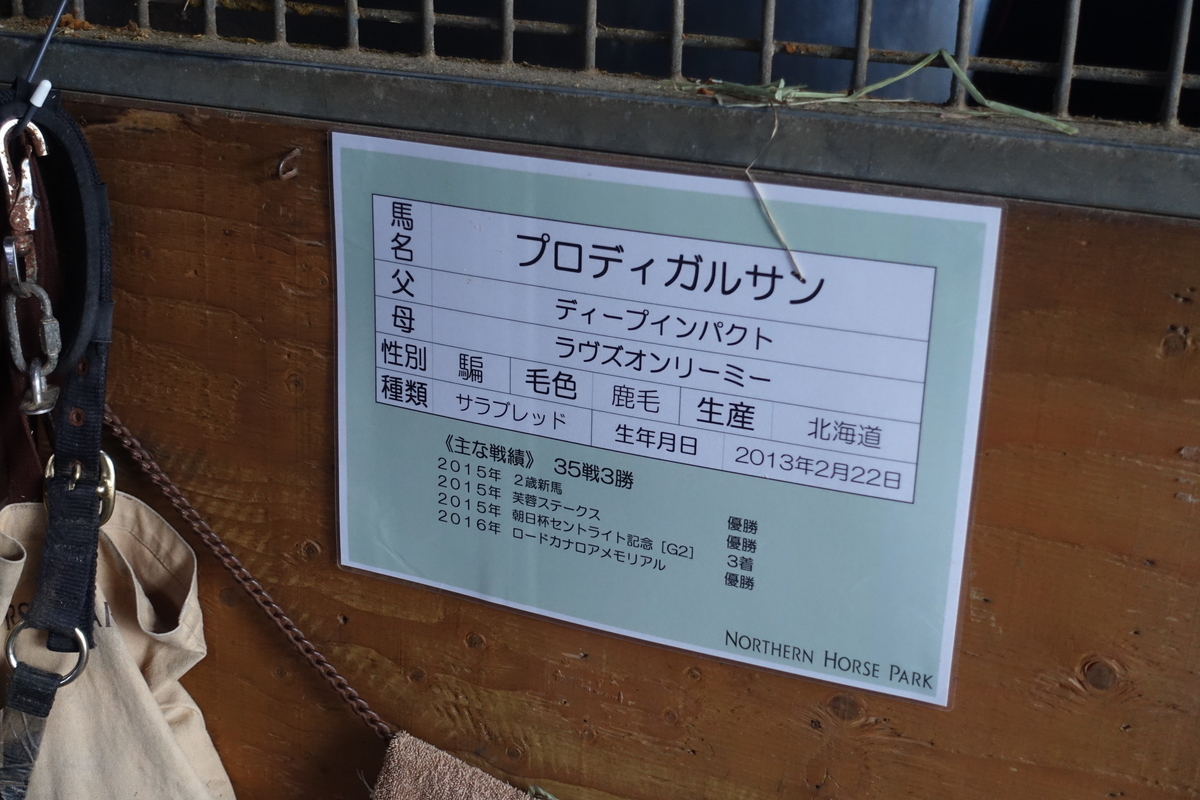 馬名 プロディガルサン
父 ディープインパクト
母 ラヴズオンリーミー
性別 騙 毛色 鹿毛 生産 北海道
種類 サラブレッド 生年月日 2013年2月22日
《主な戦績》 35戦3勝
2015年 2歳新馬 優勝
2015年 芙蓉ステークス 優勝
2015年 朝日杯セントライト記念［G2］ 3着
2016年 ロードカナロアメモリアル 優勝
NORTHERN HORSE PARK